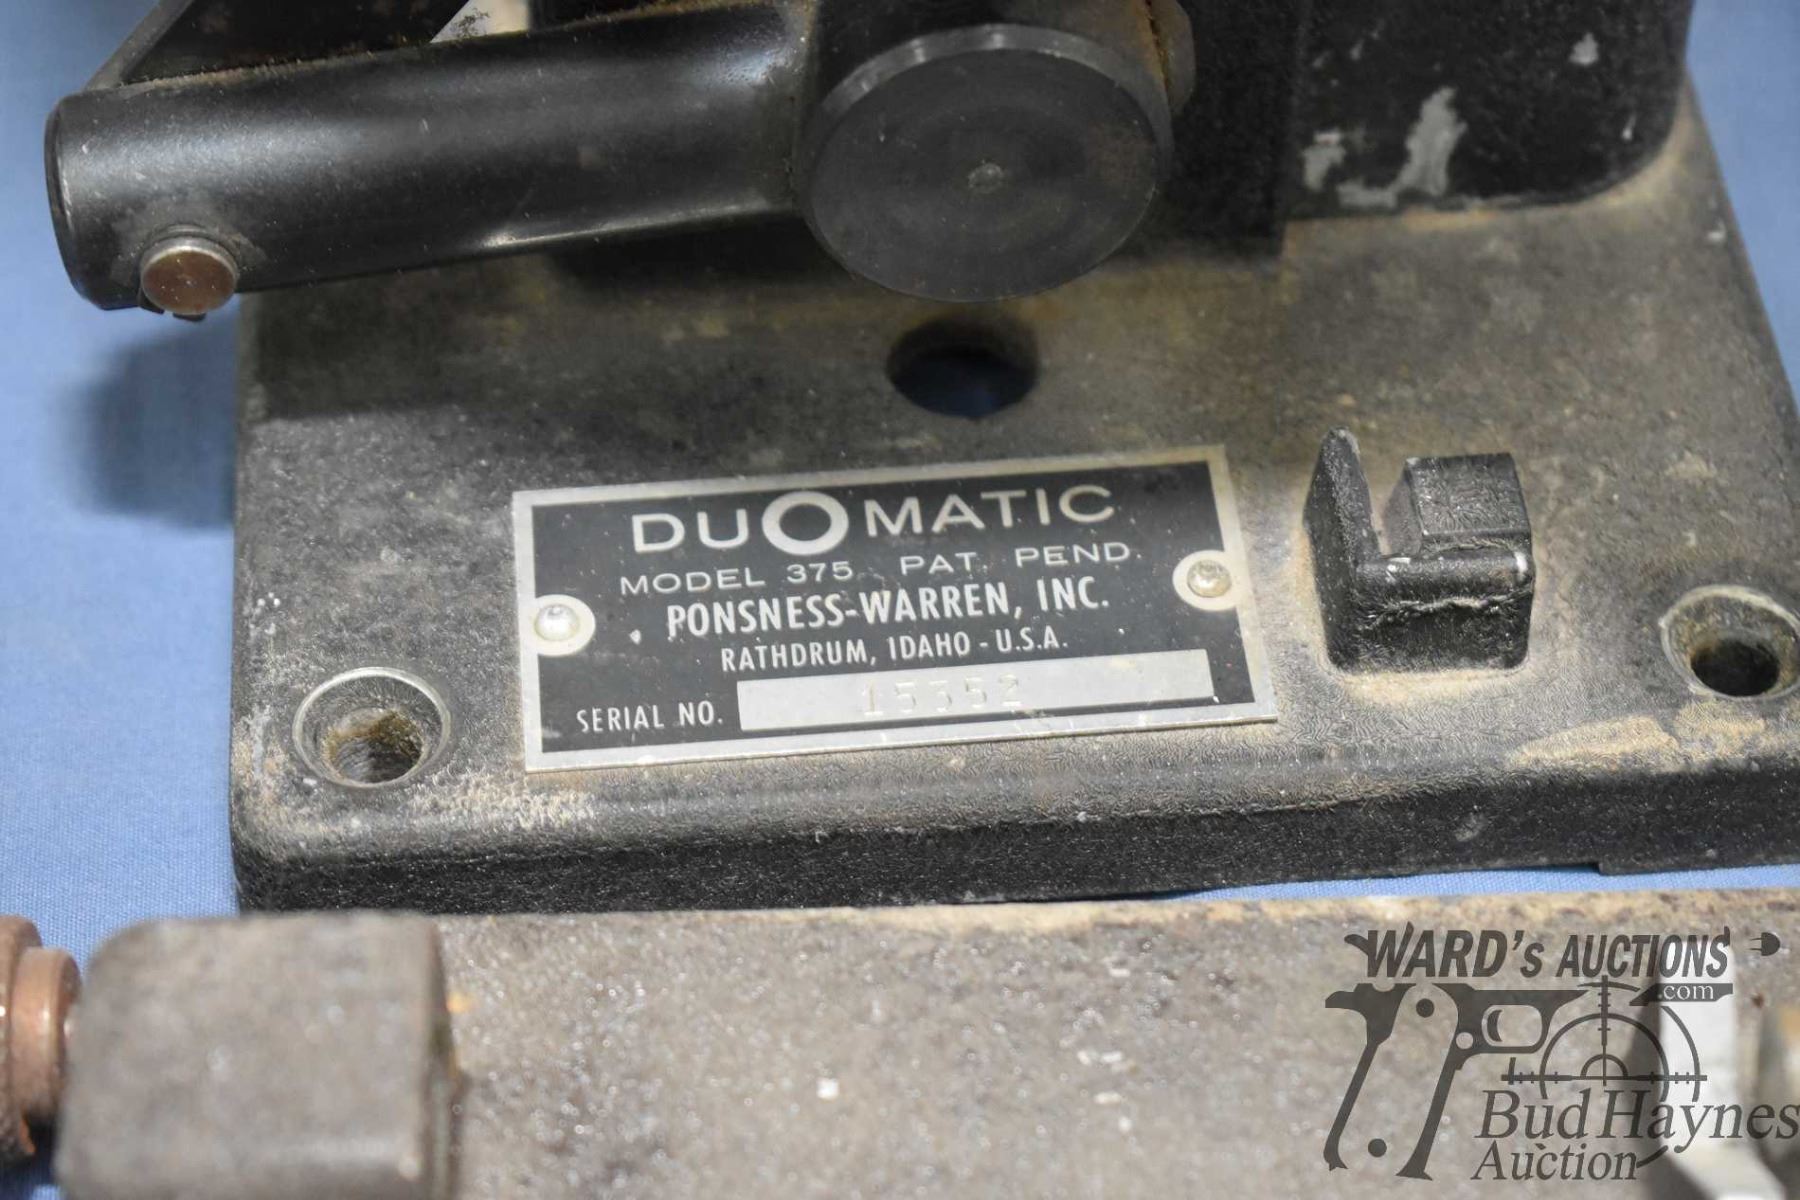 DUOMATIC
MODEL 375 PAT. PEND.
PONSNESS-WARREN, INC.
RATHDRUM, IDAHO - U.S.A.
SERIAL NO. 15352
WARD's AUCTIONS
.com
Bud Haynes
Auction